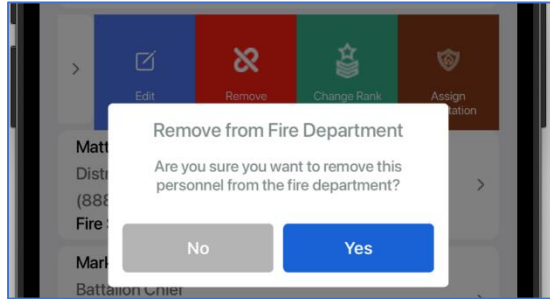 Edit
Remove
Change Rank
Assign
tation
Remove from Fire Department
Are you sure you want to remove this
personnel from the fire department?
No
Yes
Matt
Distr
(888
Fire
Mark
Battalion Chief